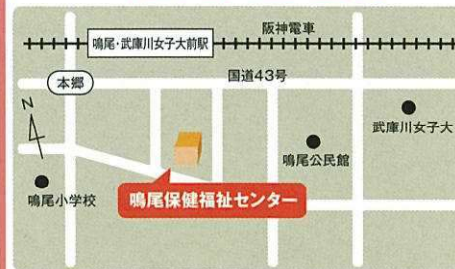 阪神電車
鳴尾・武庫川女子大前駅
国道43号
本郷
N
武庫川女子大
鳴尾公民館
鳴尾小学校
鳴尾保健福祉センター